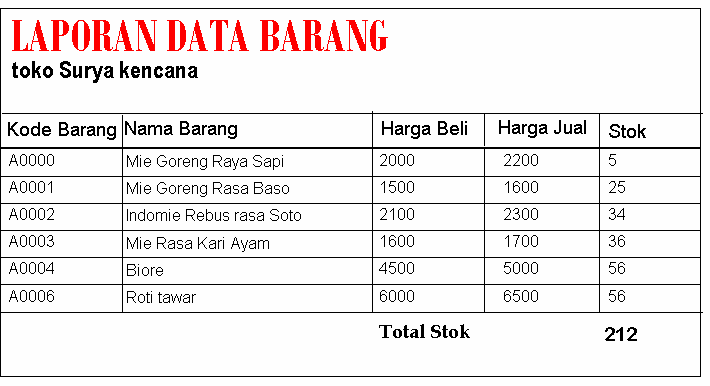 LAPORAN DATA BARANG
toko Surya kencana
Kode Barang Nama Barang Harga Beli Harga Jual Stok
A0000 Mie Goreng Raya Sapi 2000 2200 5
A0001 Mie Goreng Rasa Baso 1500 1600 25
A0002 Indomie Rebus rasa Soto 2100 2300 34
A0003 Mie Rasa Kari Ayam 1600 1700 36
A0004 Biore 4500 5000 56
A0006 Roti tawar 6000 6500 56
Total Stok 212